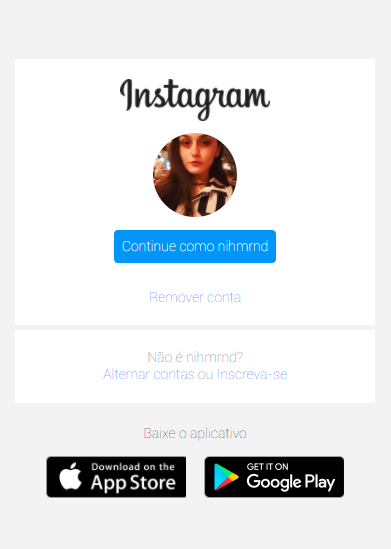 Instagram
Continue como nihmrnd
Remover conta
Não é nihmrnd?
Alternar contas ou Inscreva-se
Baixe o aplicativo
Download on the
App Store
GET IT ON
Google Play